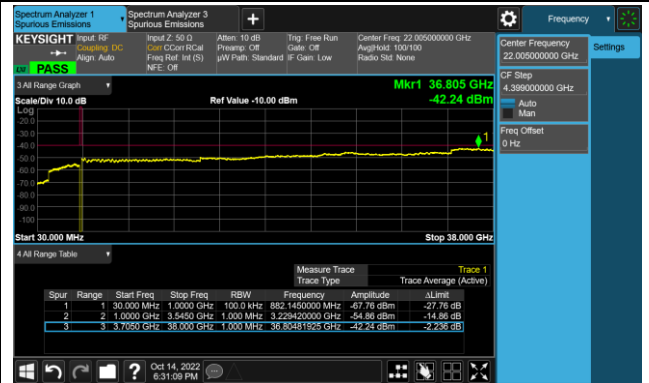 Spectrum Analyzer 1
Spurious Emissions
Spectrum Analyzer 3
Spurious Emissions
+
Frequency
KEYSIGHT
Input: RF
Coupling: DC
Align: Auto
Input Z: 50 Ω
Corr CCorr RCal
Freq Ref: Int (S)
NFE: Off
Atten: 10 dB
Preamp: Off
µW Path: Standard
Trig: Free Run
Gate: Off
IF Gain: Low
Center Freq: 22.005000000 GHz
Avg|Hold: 100/100
Radio Std: None
PASS
Center Frequency
22.005000000 GHz
Settings
CF Step
4.399000000 GHz
Auto
Man
Freq Offset
0 Hz
3 All Range Graph
Mkr1 36.805 GHz
Scale/Div 10.0 dB
Ref Value -10.00 dBm
-42.24 dBm
Log
-20.0
-30.0
-40.0
-50.0
-60.0
-70.0
-80.0
-90.0
-100
1
Start 30.000 MHz
Stop 38.000 GHz
4 All Range Table
Measure Trace Trace 1
Trace Type Trace Average (Active)
Spur Range Start Freq Stop Freq RBW Frequency Amplitude ΔLimit
1 1 30.000 MHz 1.0000 GHz 100.0 kHz 882.1450000 MHz -67.76 dBm -27.76 dB
2 2 1.0000 GHz 3.5450 GHz 1.000 MHz 3.229420000 GHz -54.86 dBm -14.86 dB
3 3 3.7050 GHz 38.000 GHz 1.000 MHz 36.80481925 GHz -42.24 dBm -2.236 dB
?
Oct 14, 2022
6:31:09 PM